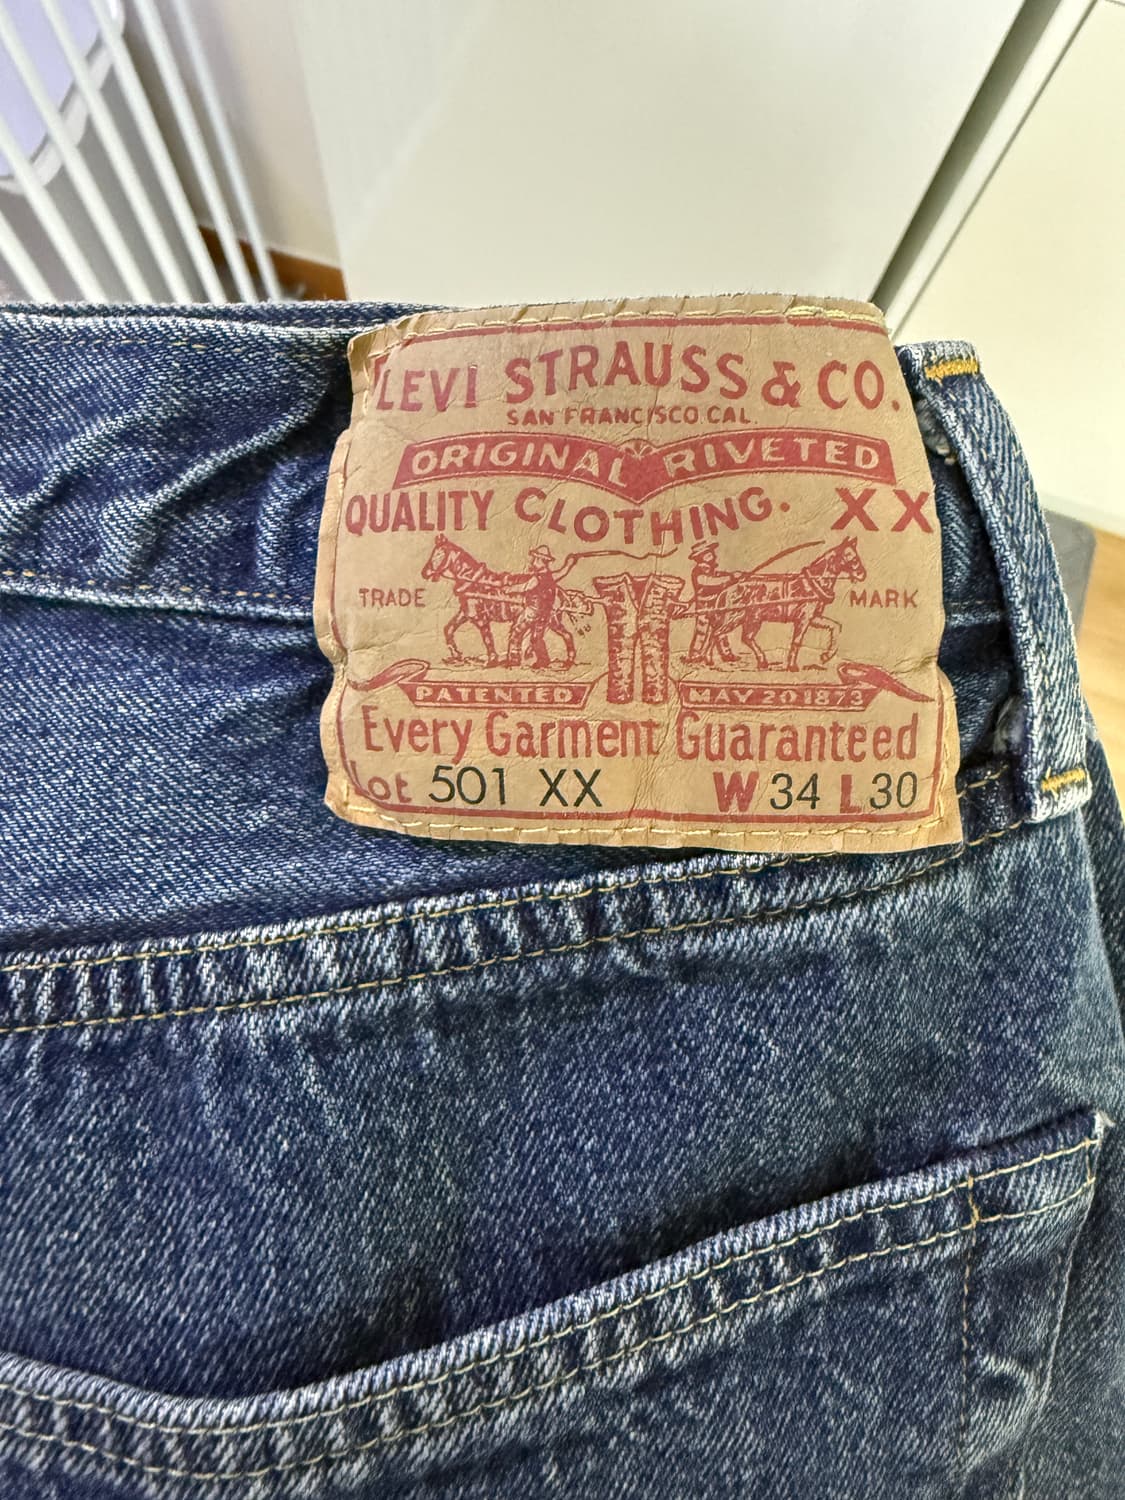 LEVI STRAUSS & CO.
SAN FRANCISCO.CAL.
ORIGINAL RIVETED
QUALITY CLOTHING. XX
TRADE MARK
PATENTED MAY 20 1873
Every Garment Guaranteed
Lot 501 XX W 34 L 30